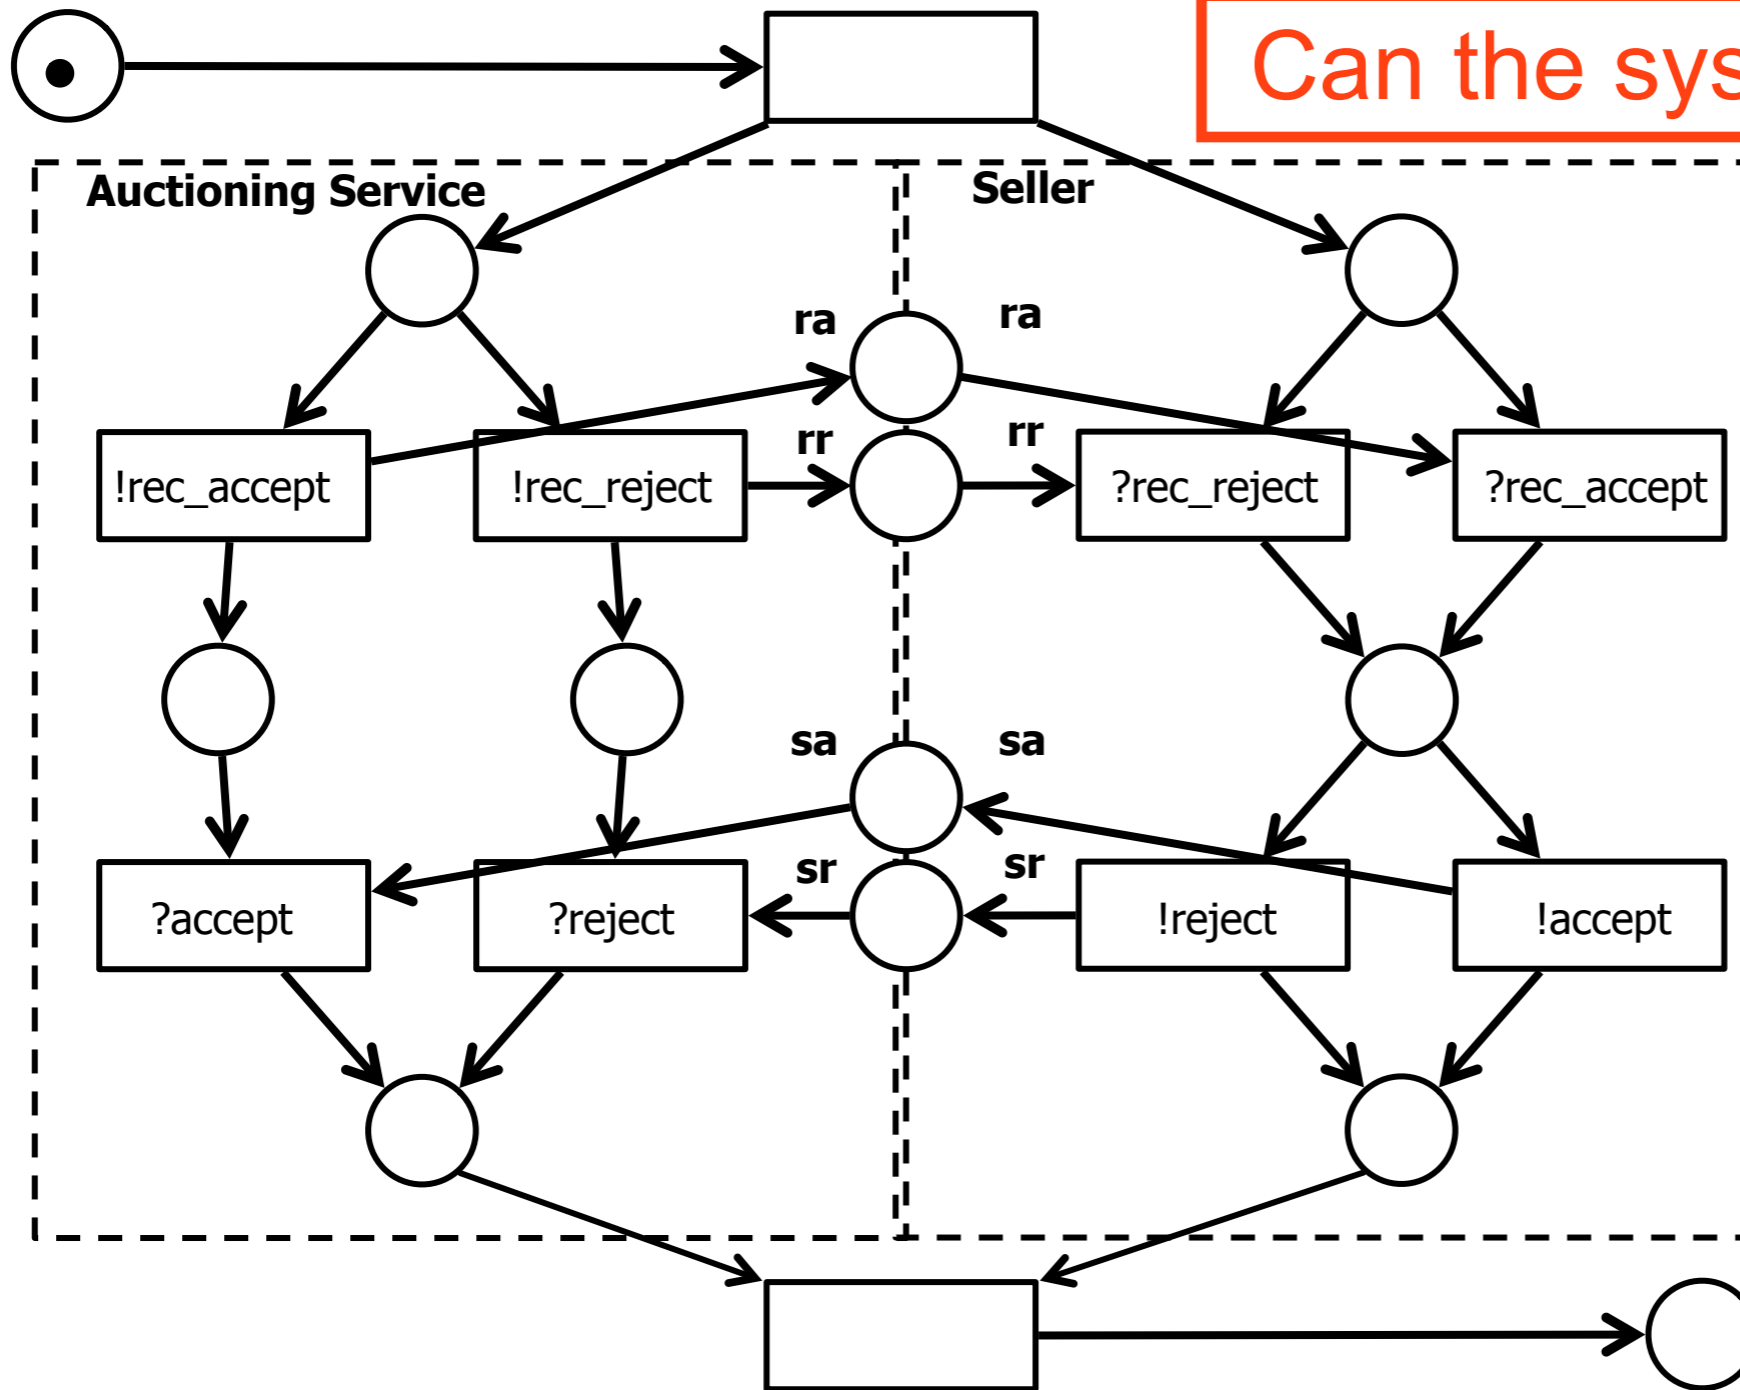 Can the sys
Auctioning Service
Seller
ra
ra
rr
rr
!rec_accept
!rec_reject
?rec_reject
?rec_accept
sa
sa
sr
sr
?accept
?reject
!reject
!accept